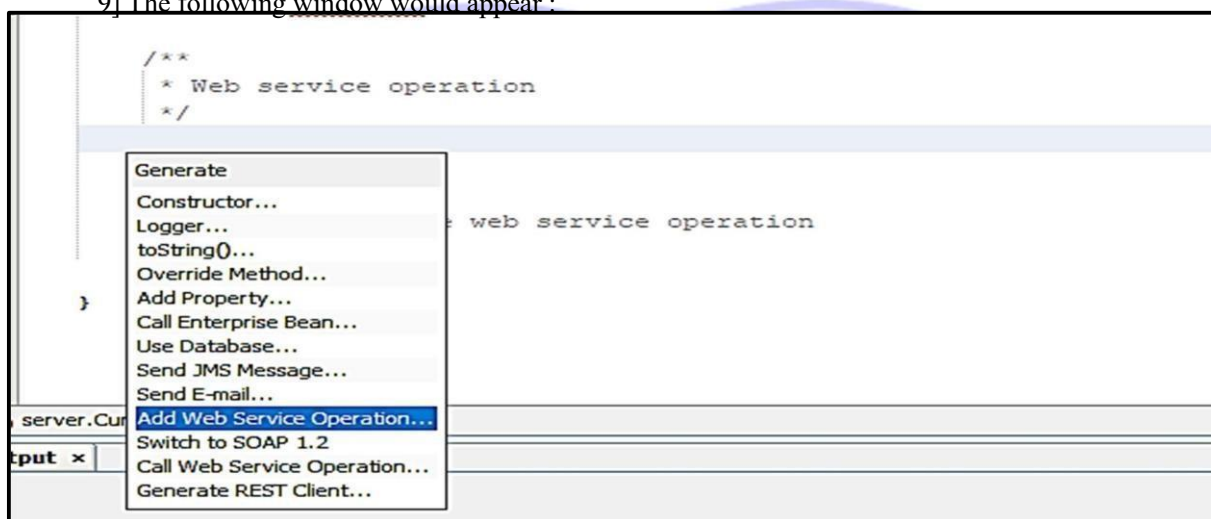 9] The following window would appear :
/**
* Web service operation
*/
Generate
Constructor...
Logger...
web service operation
toString()...
Override Method...
Add Property...
}
Call Enterprise Bean...
Use Database...
Send JMS Message...
Send E-mail...
server.Cur
Add Web Service Operation...
Switch to SOAP 1.2
tput ×
Call Web Service Operation...
Generate REST Client...